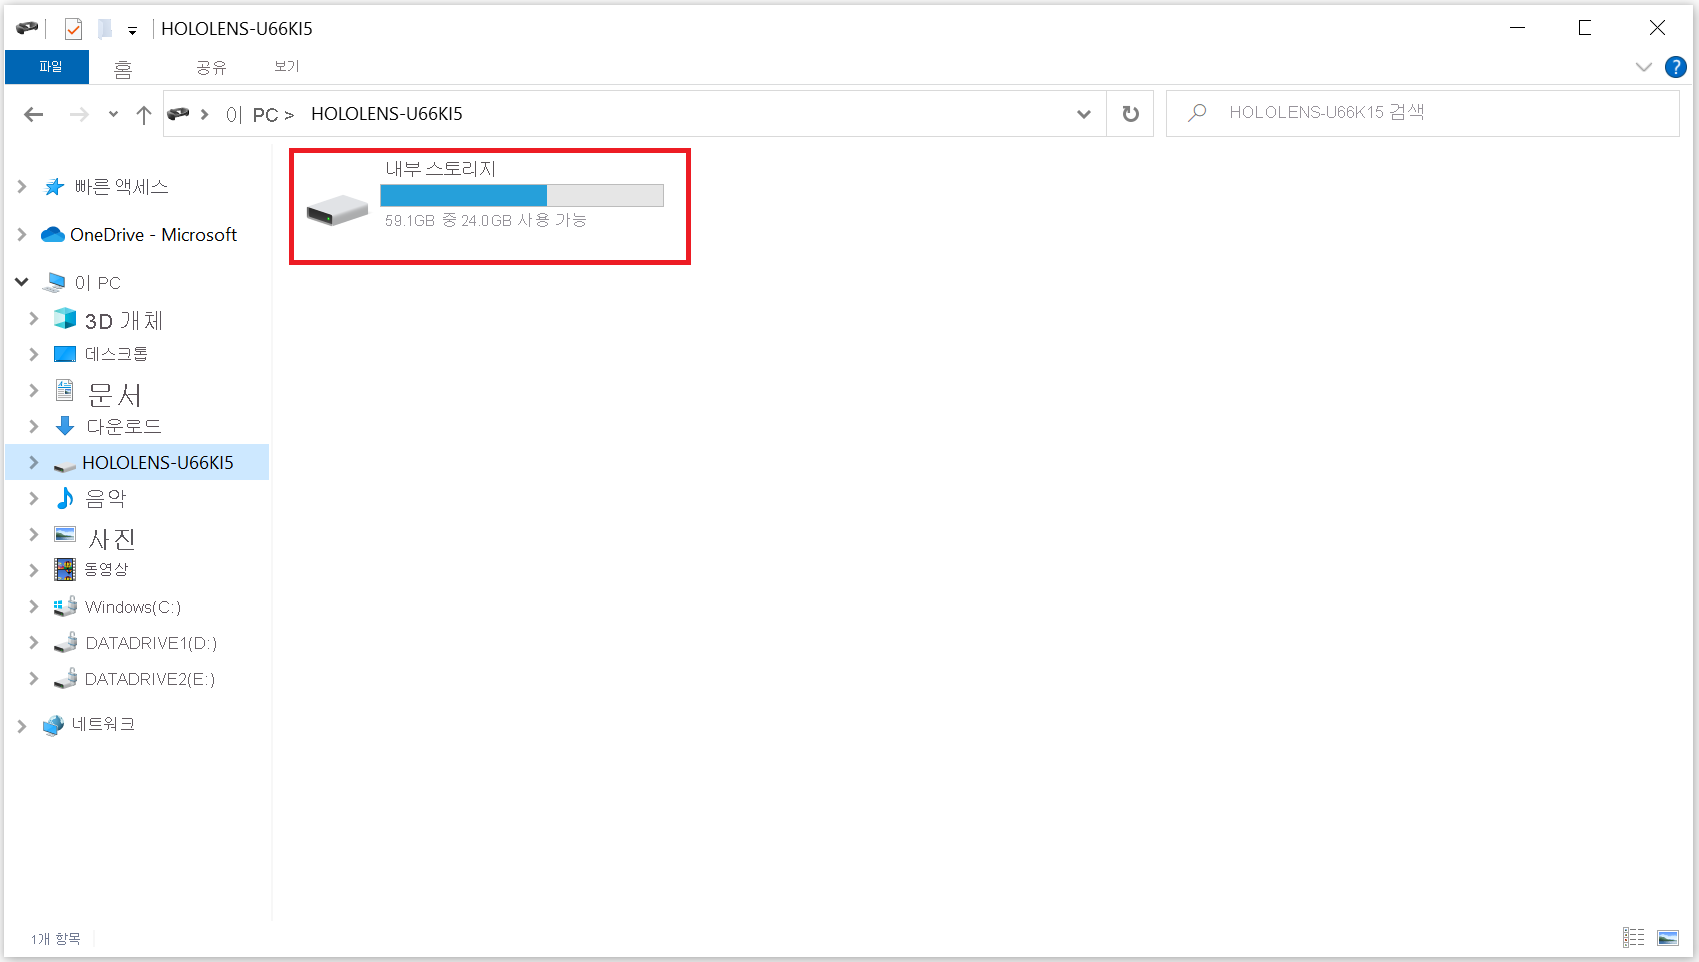 HOLOLENS-U66KI5
파일 홈 공유 보기
?
이 PC > HOLOLENS-U66KI5
HOLOLENS-U66K15 검색
빠른 액세스
OneDrive - Microsoft
이 PC
3D 개체
데스크톱
문서
다운로드
HOLOLENS-U66KI5
음악
사진
동영상
Windows(C:)
DATADRIVE1(D:)
DATADRIVE2(E:)
네트워크
내부 스토리지
59.1GB 중 24.0GB 사용 가능
1개 항목